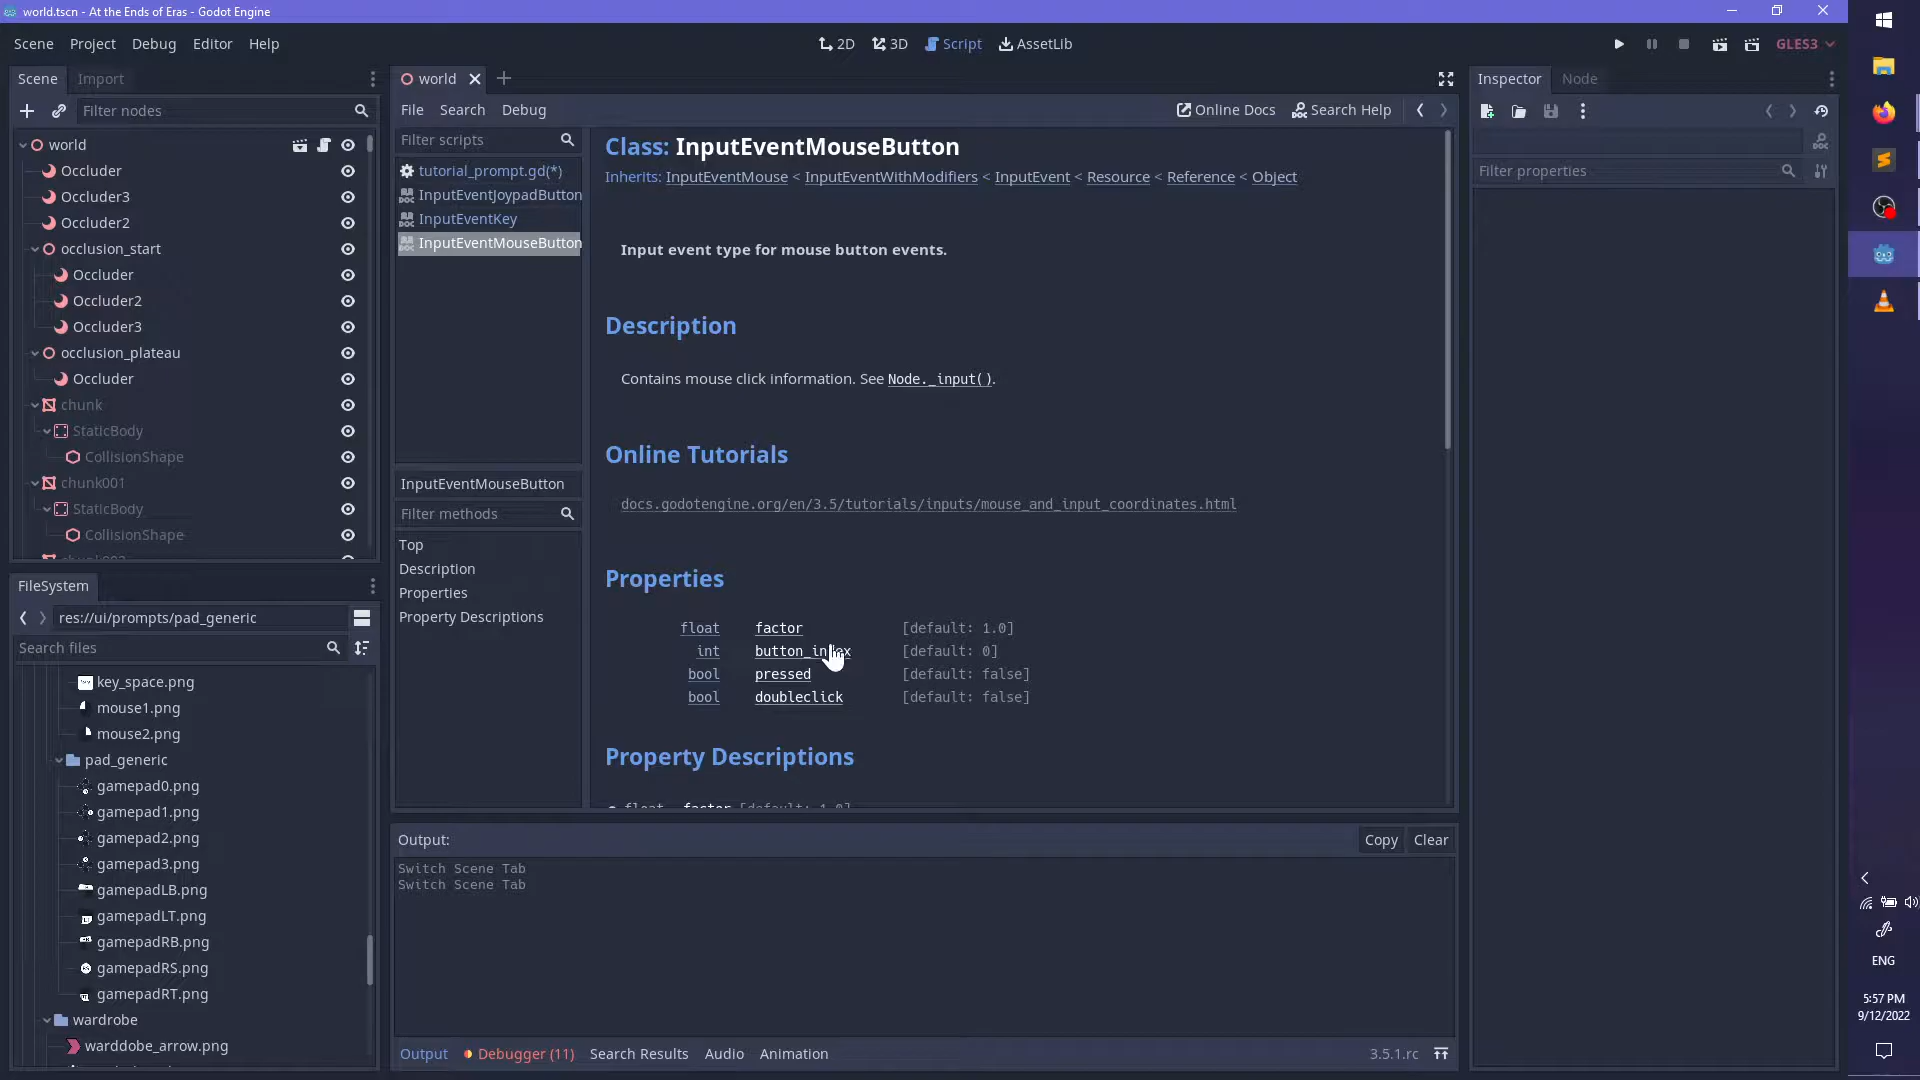 world.tscn - At the Ends of Eras - Godot Engine
Scene Project Debug Editor Help
2D 3D Script AssetLib
GLES3
Scene Import
Filter nodes
world
Occluder
Occluder3
Occluder2
occlusion_start
Occluder
Occluder2
Occluder3
occlusion_plateau
Occluder
chunk
StaticBody
CollisionShape
chunk001
StaticBody
CollisionShape
FileSystem
res://ui/prompts/pad_generic
Search files
key_space.png
mouse1.png
mouse2.png
pad_generic
gamepad0.png
gamepad1.png
gamepad2.png
gamepad3.png
gamepadLB.png
gamepadLT.png
gamepadRB.png
gamepadRS.png
gamepadRT.png
wardrobe
warddobe_arrow.png
world
File Search Debug
Online Docs Search Help
Filter scripts
tutorial_prompt.gd(*)
InputEventJoypadButton
InputEventKey
InputEventMouseButton
InputEventMouseButton
Filter methods
Top
Description
Properties
Property Descriptions
Class: InputEventMouseButton
Inherits: InputEventMouse < InputEventWithModifiers < InputEvent < Resource < Reference < Object
Input event type for mouse button events.
Description
Contains mouse click information. See Node._input().
Online Tutorials
docs.godotengine.org/en/3.5/tutorials/inputs/mouse_and_input_coordinates.html
Properties
float factor [default: 1.0]
int button_index [default: 0]
bool pressed [default: false]
bool doubleclick [default: false]
Property Descriptions
float factor [default: 1.0]
Output:
Copy Clear
Switch Scene Tab
Switch Scene Tab
Output Debugger (11) Search Results Audio Animation
3.5.1.rc
Inspector Node
Filter properties
ENG
5:57 PM
9/12/2022